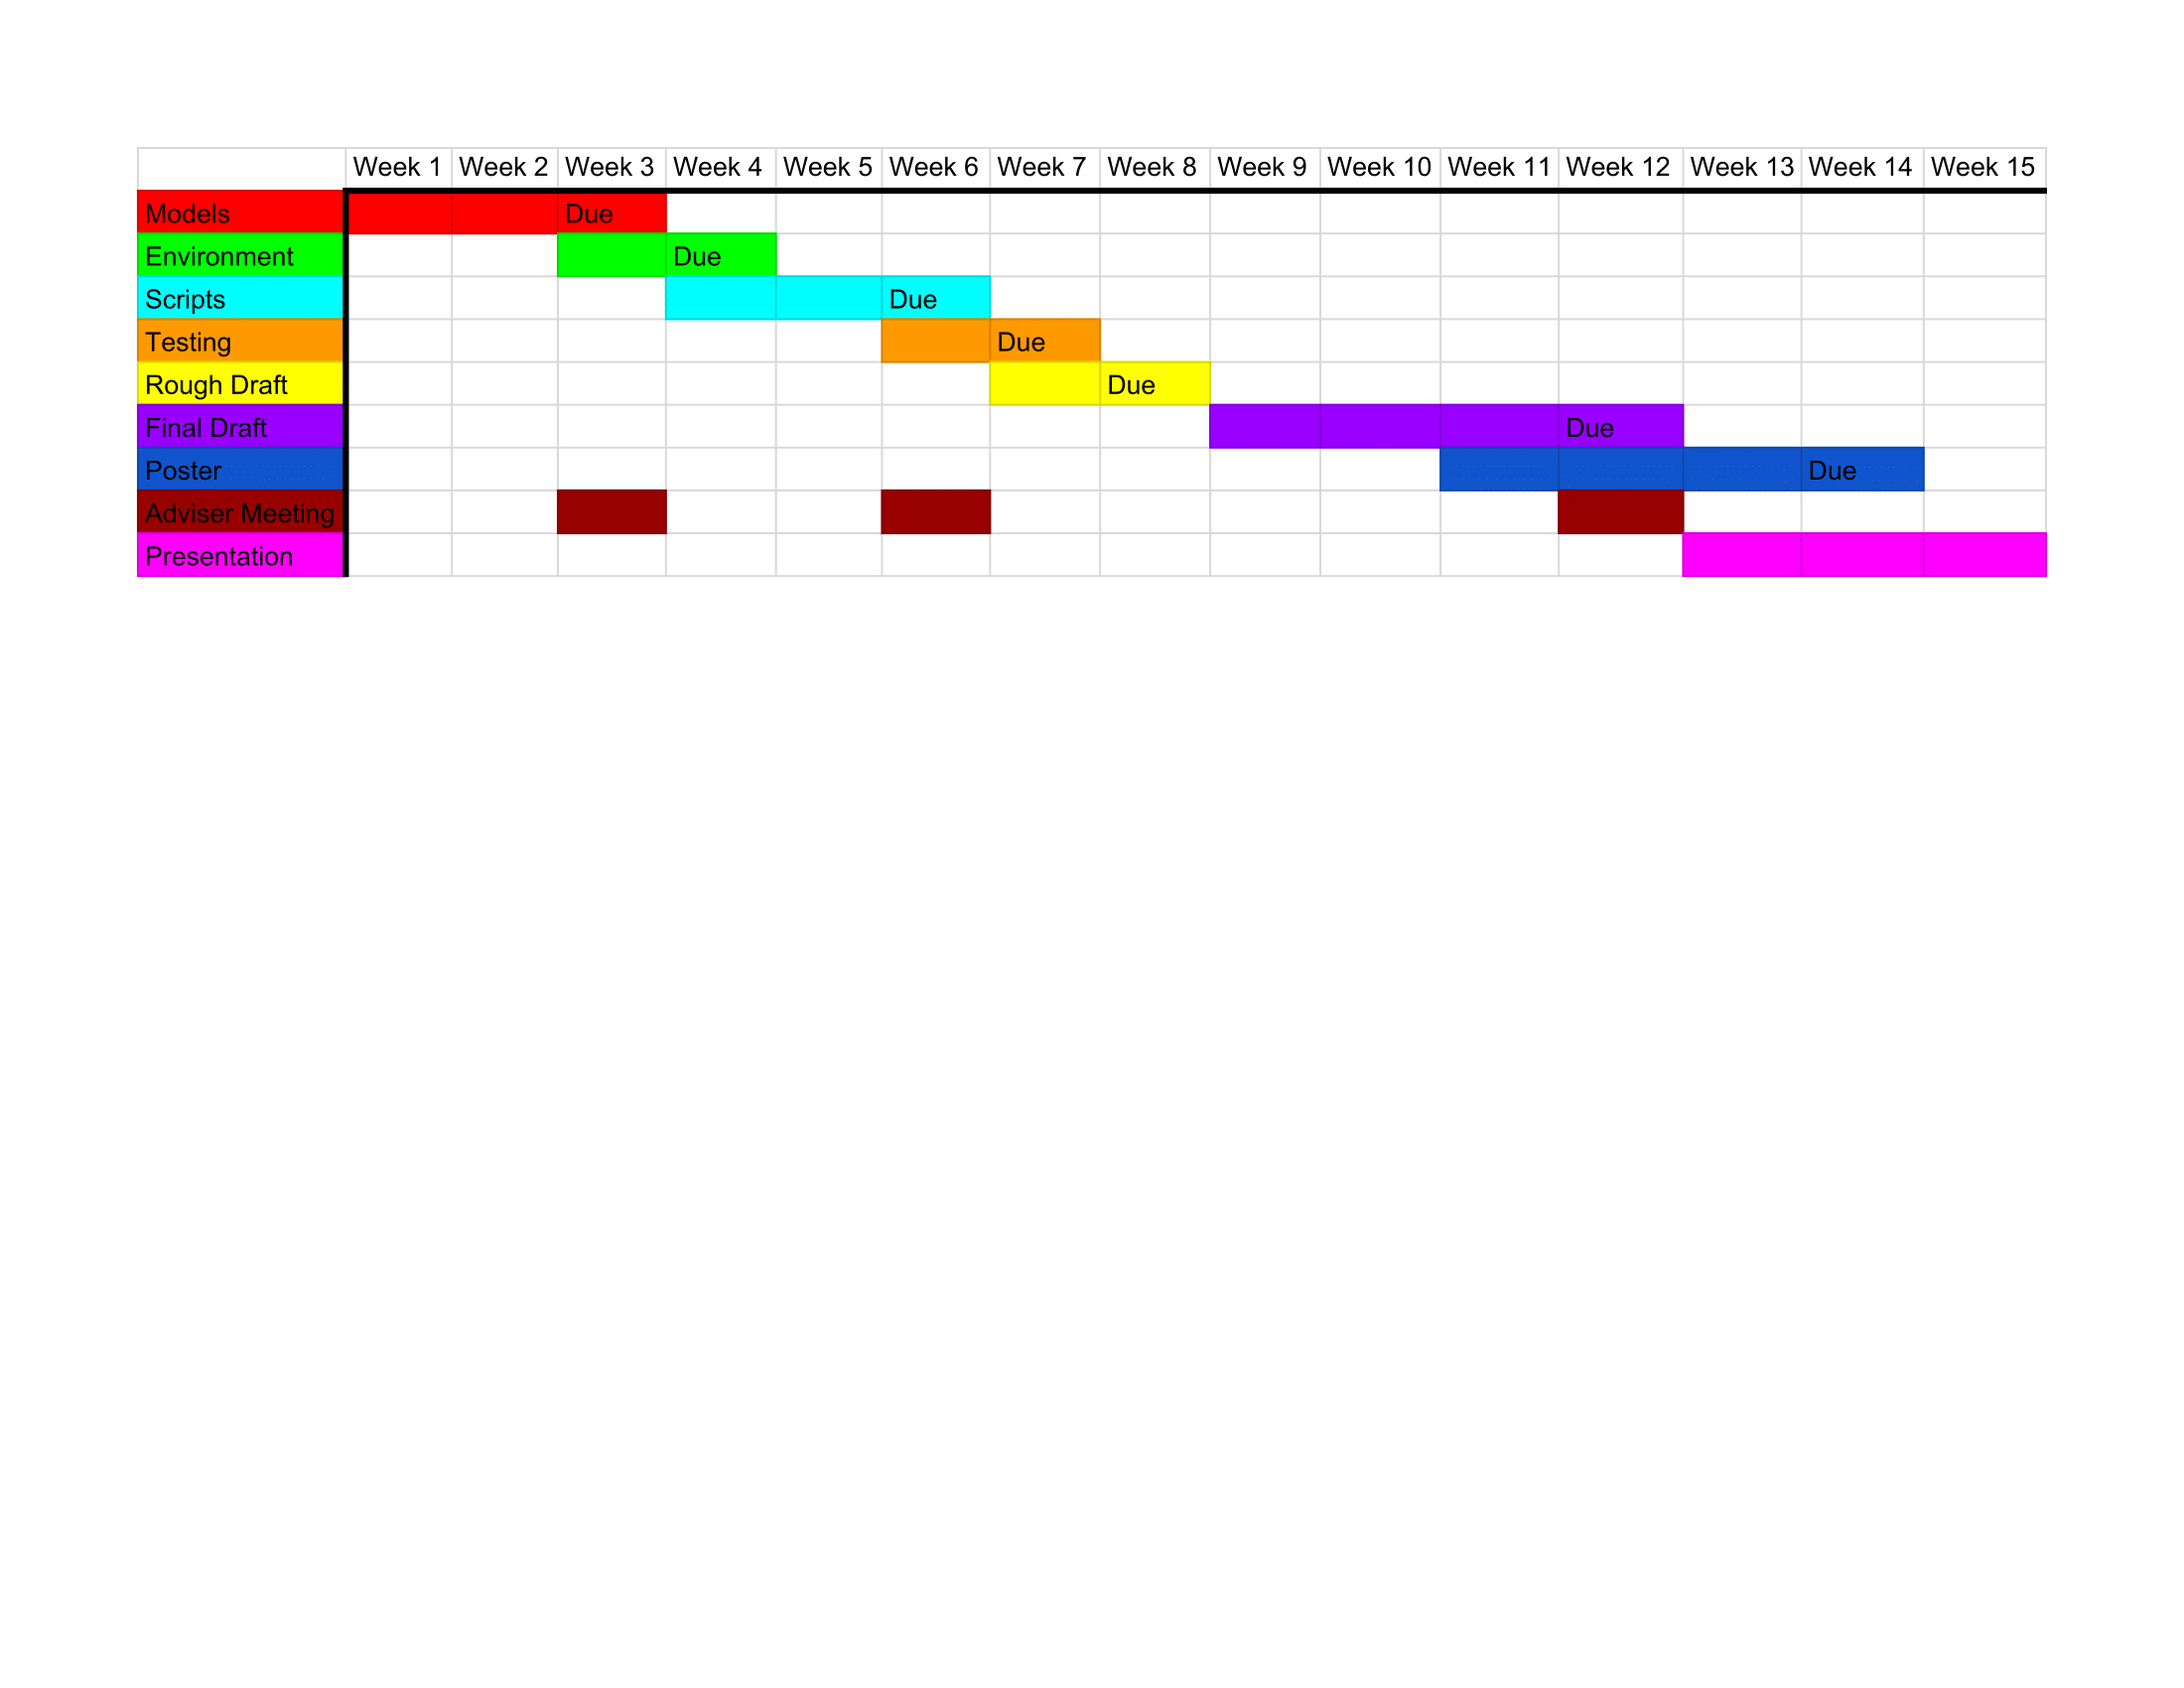 Week 1 Week 2 Week 3 Week 4 Week 5 Week 6 Week 7 Week 8 Week 9 Week 10 Week 11 Week 12 Week 13 Week 14 Week 15
Models Due
Environment Due
Scripts Due
Testing Due
Rough Draft Due
Final Draft Due
Poster Due
Adviser Meeting
Presentation